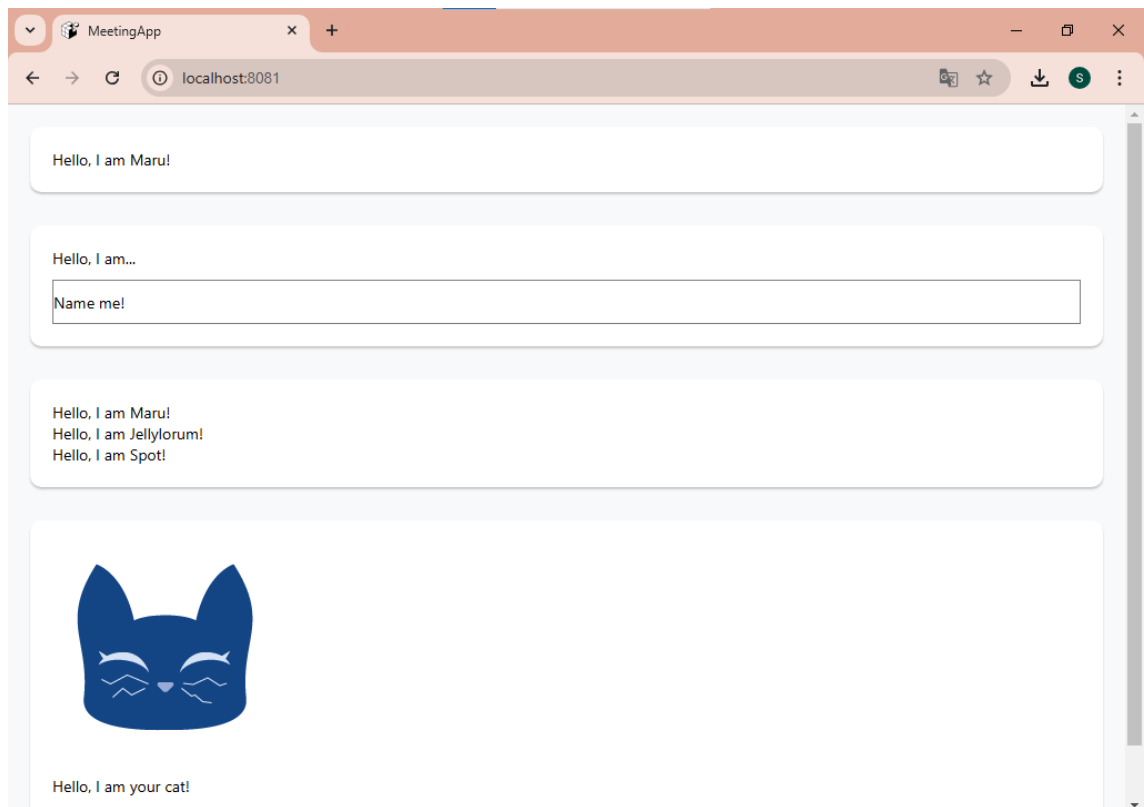 MeetingApp
localhost:8081
S
Hello, I am Maru!
Hello, I am...
Name me!
Hello, I am Maru!
Hello, I am Jellylorum!
Hello, I am Spot!
Hello, I am your cat!